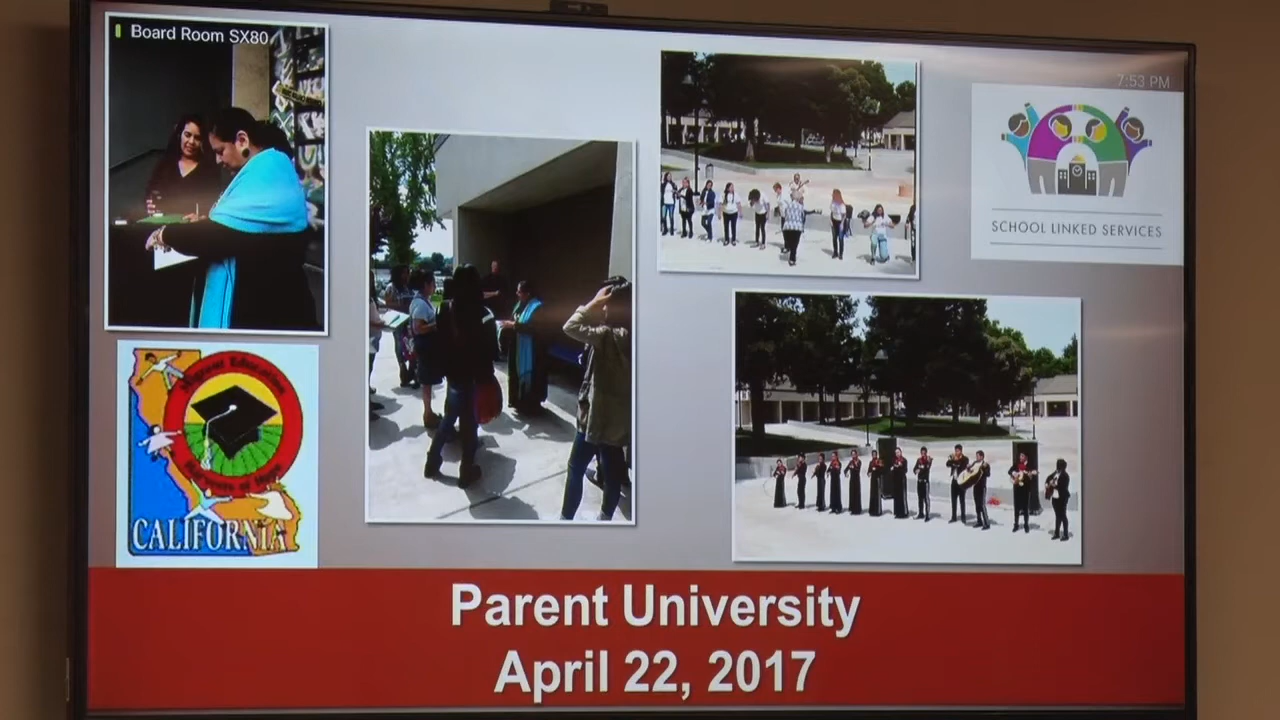 Board Room SX80
7:53 PM
SCHOOL LINKED SERVICES
CALIFORNIA
Parent University
April 22, 2017